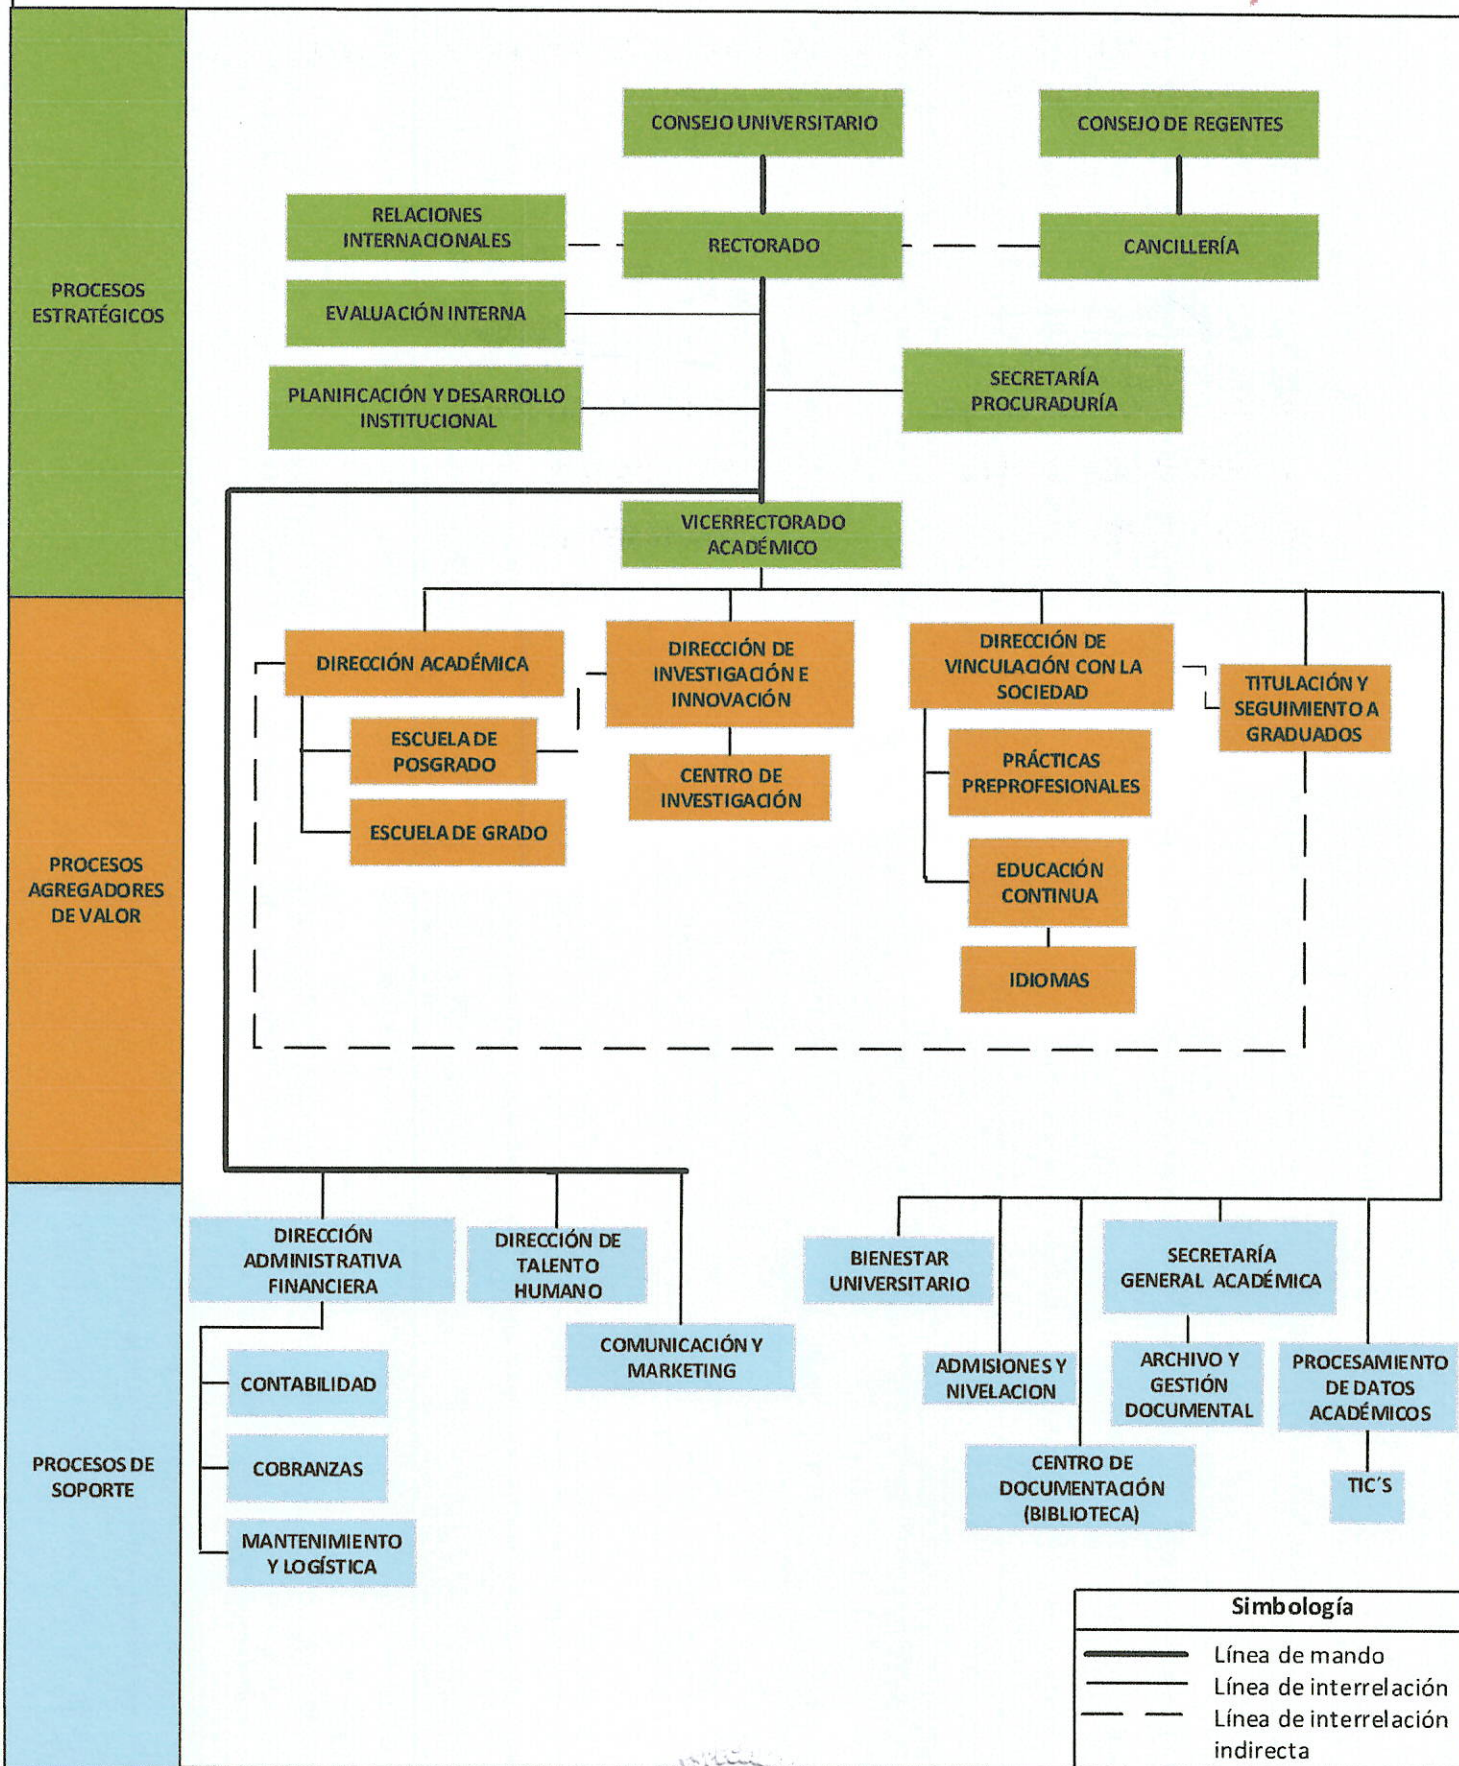 CONSEJO UNIVERSITARIO
CONSEJO DE REGENTES
RELACIONES
INTERNACIONALES
RECTORADO
CANCILLERÍA
PROCESOS
ESTRATÉGICOS
EVALUACIÓN INTERNA
PLANIFICACIÓN Y DESARROLLO
INSTITUCIONAL
SECRETARÍA
PROCURADURÍA
VICERRECTORADO
ACADÉMICO
PROCESOS
AGREGADORES
DE VALOR
DIRECCIÓN ACADÉMICA
ESCUELA DE
POSGRADO
ESCUELA DE GRADO
DIRECCIÓN DE
INVESTIGACIÓN E
INNOVACIÓN
CENTRO DE
INVESTIGACIÓN
DIRECCIÓN DE
VINCULACIÓN CON LA
SOCIEDAD
PRÁCTICAS
PREPROFESIONALES
EDUCACIÓN
CONTINUA
IDIOMAS
TITULACIÓN Y
SEGUIMIENTO A
GRADUADOS
PROCESOS DE
SOPORTE
DIRECCIÓN
ADMINISTRATIVA
FINANCIERA
CONTABILIDAD
COBRANZAS
MANTENIMIENTO
Y LOGÍSTICA
DIRECCIÓN DE
TALENTO
HUMANO
COMUNICACIÓN Y
MARKETING
BIENESTAR
UNIVERSITARIO
ADMISIONES Y
NIVELACION
CENTRO DE
DOCUMENTACIÓN
(BIBLIOTECA)
SECRETARÍA
GENERAL ACADÉMICA
ARCHIVO Y
GESTIÓN
DOCUMENTAL
PROCESAMIENTO
DE DATOS
ACADÉMICOS
TIC´S
Simbología
Línea de mando
Línea de interrelación
Línea de interrelación
indirecta